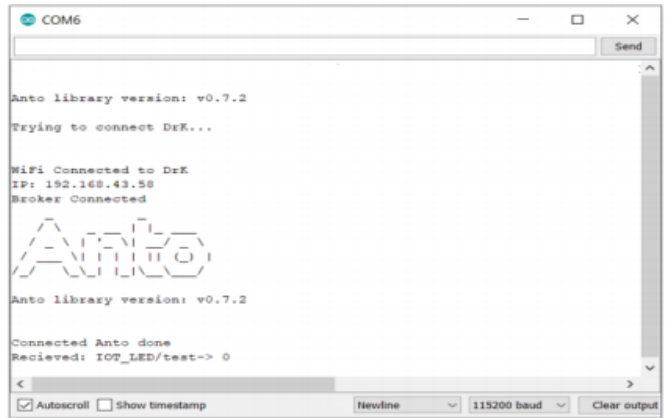 COM6
Send
Anto library version: v0.7.2
Trying to connect DrK...
WiFi Connected to DrK
IP: 192.168.43.58
Broker Connected
Anto
Anto library version: v0.7.2
Connected Anto done
Recieved: IOT_LED/test-> 0
Autoscroll Show timestamp Newline 115200 baud Clear output